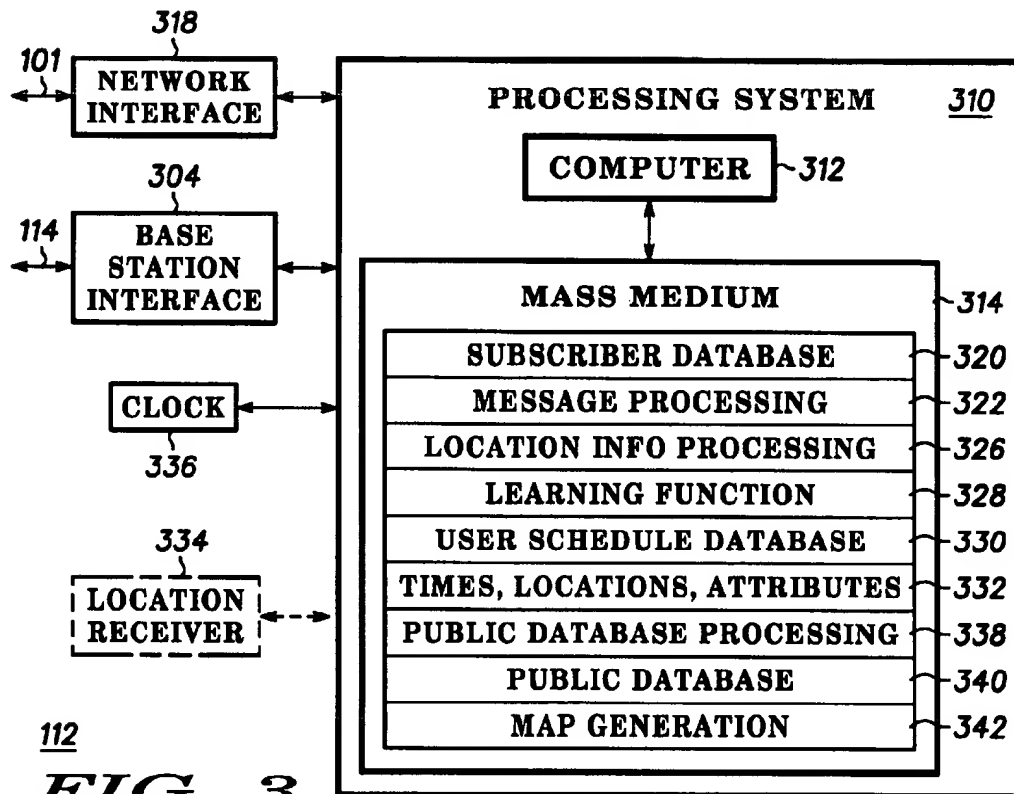 318
101
NETWORK
INTERFACE
PROCESSING SYSTEM 310
COMPUTER
312
304
114
BASE
STATION
INTERFACE
MASS MEDIUM
314
SUBSCRIBER DATABASE 320
MESSAGE PROCESSING 322
CLOCK
336
LOCATION INFO PROCESSING 326
LEARNING FUNCTION 328
USER SCHEDULE DATABASE 330
334
LOCATION
RECEIVER
TIMES, LOCATIONS, ATTRIBUTES 332
PUBLIC DATABASE PROCESSING 338
PUBLIC DATABASE 340
MAP GENERATION 342
112
FIG. 3